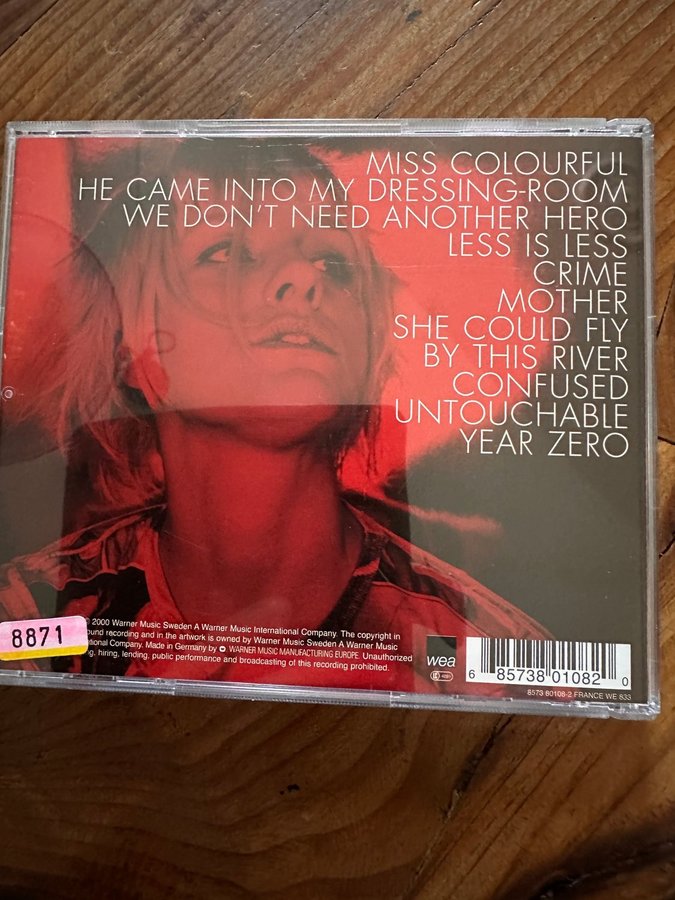 MISS COLOURFUL
HE CAME INTO MY DRESSING-ROOM
WE DON'T NEED ANOTHER HERO
LESS IS LESS
CRIME
MOTHER
SHE COULD FLY
BY THIS RIVER
CONFUSED
UNTOUCHABLE
YEAR ZERO
8871
© 2000 Warner Music Sweden A Warner Music International Company. The copyright in
recording and in the artwork is owned by Warner Music Sweden A Warner Music
Company. Made in Germany by WARNER MUSIC MANUFACTURING EUROPE. Unauthorized
hiring, lending, public performance and broadcasting of this recording prohibited.
wea
6 85738 01082 0
8573 80108-2 FRANCE WE 833